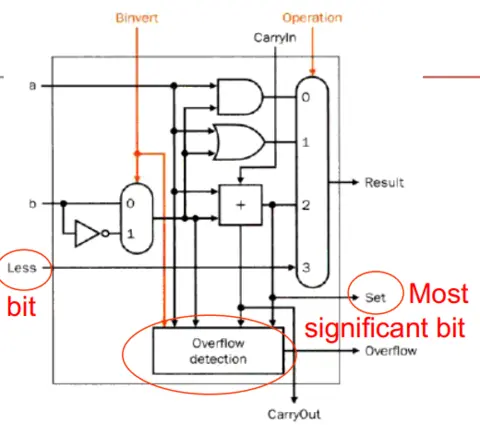 Binvert
Operation
CarryIn
a
0
1
b
0
+
2
Result
1
Less
3
bit
Set
Most
significant bit
Overflow
detection
Overflow
CarryOut